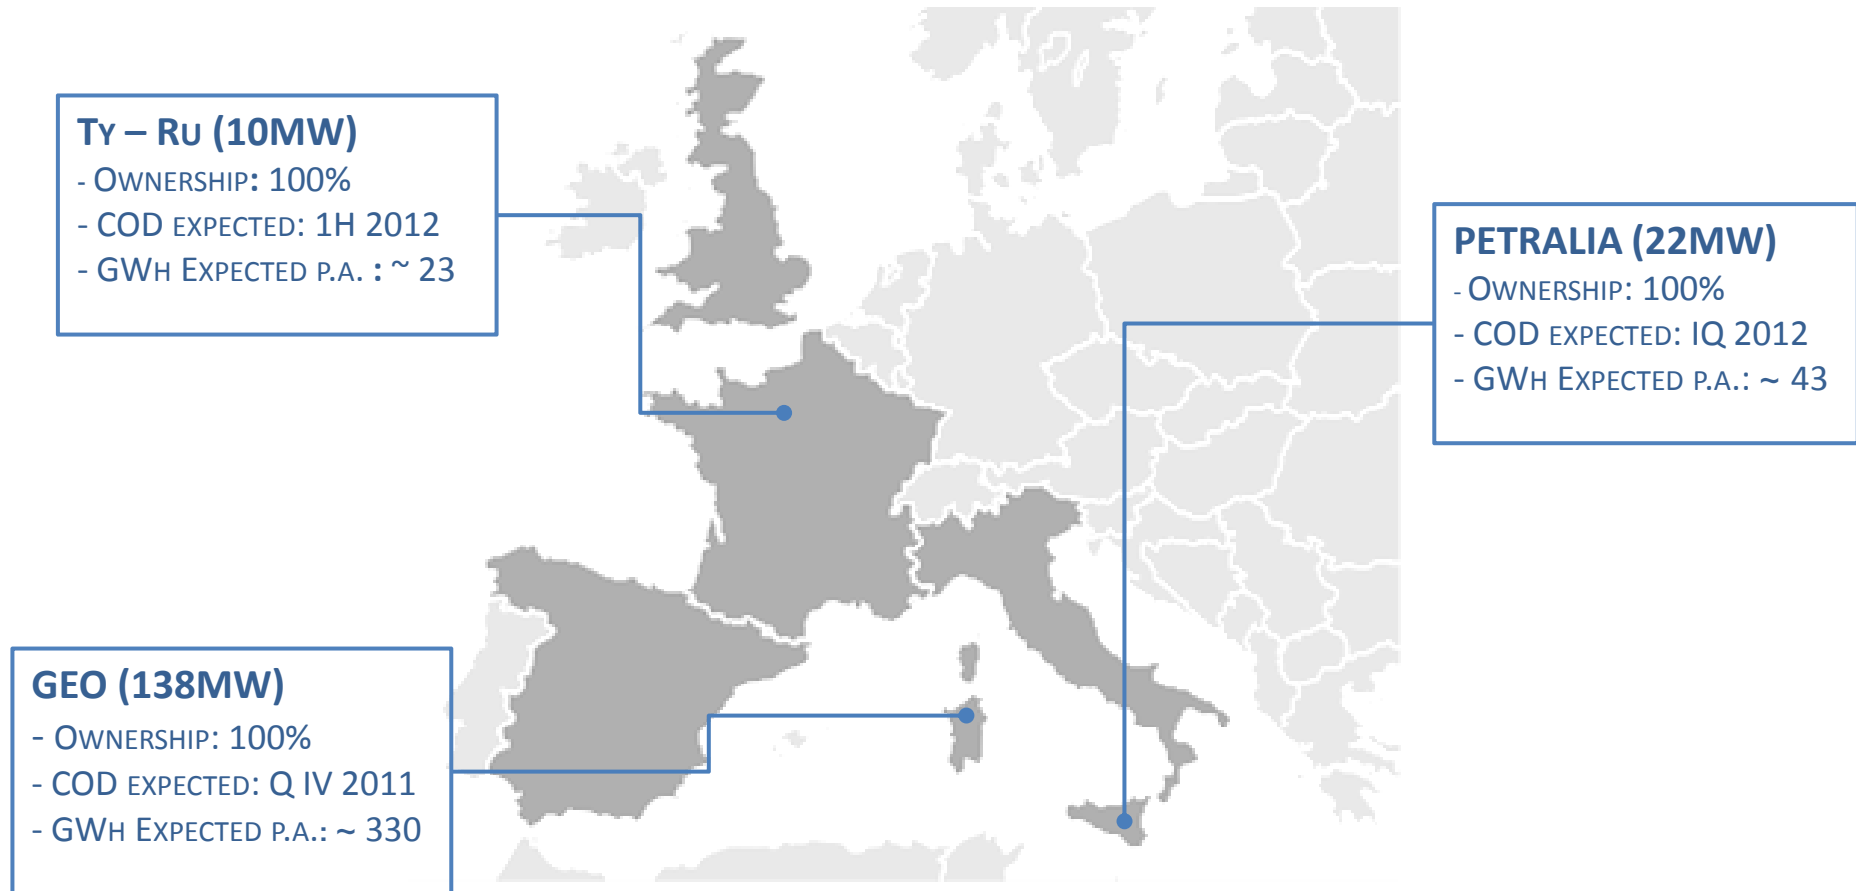 Ty – Ru (10MW)
- Ownership: 100%
- COD expected: 1H 2012
- GWh Expected p.a. : ~ 23
PETRALIA (22MW)
- Ownership: 100%
- COD expected: IQ 2012
- GWh Expected p.a.: ~ 43
GEO (138MW)
- Ownership: 100%
- COD expected: Q IV 2011
- GWh Expected p.a.: ~ 330